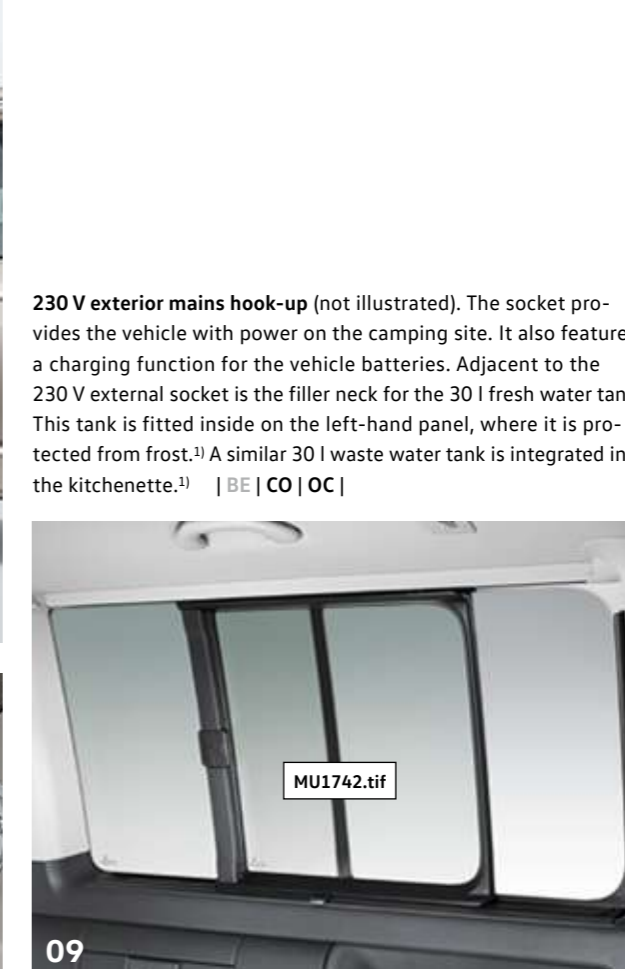 230 V exterior mains hook-up (not illustrated). The socket pro-
vides the vehicle with power on the camping site. It also feature
a charging function for the vehicle batteries. Adjacent to the
230 V external socket is the filler neck for the 30 l fresh water tan
This tank is fitted inside on the left-hand panel, where it is pro-
tected from frost.1) A similar 30 l waste water tank is integrated in
the kitchenette.1) | BE | CO | OC |
MU1742.tif
09